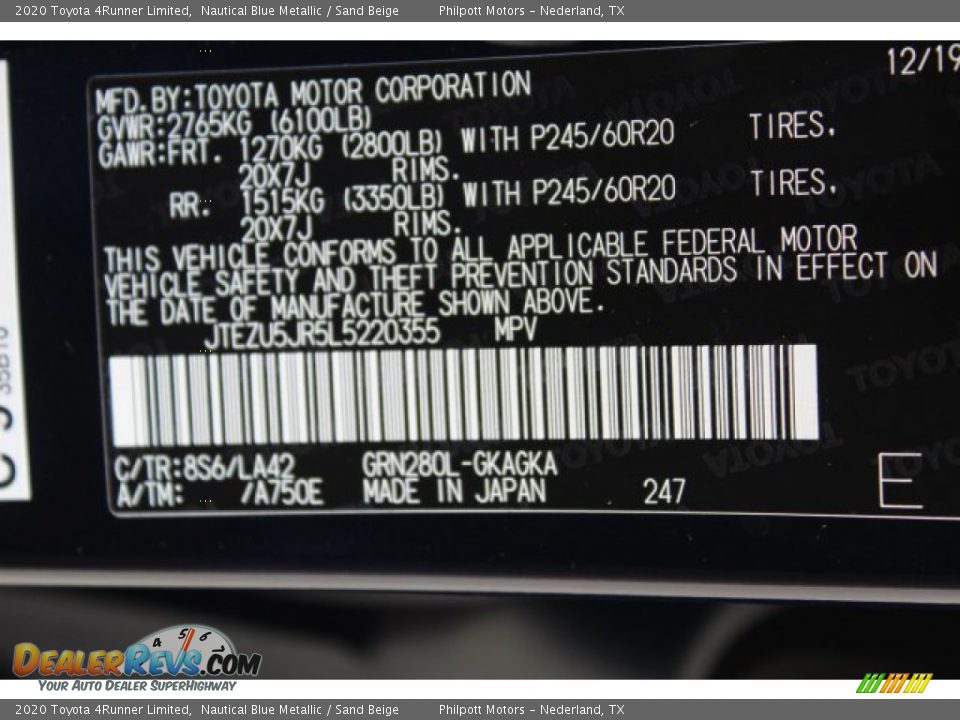 2020 Toyota 4Runner Limited, Nautical Blue Metallic / Sand Beige Philpott Motors - Nederland, TX
12/19
MFD.BY:TOYOTA MOTOR CORPORATION
GVWR:2765KG (6100LB)
GAWR:FRT. 1270KG (2800LB) WITH P245/60R20 TIRES,
20X7J RIMS.
RR. 1515KG (3350LB) WITH P245/60R20 TIRES,
20X7J RIMS.
THIS VEHICLE CONFORMS TO ALL APPLICABLE FEDERAL MOTOR
VEHICLE SAFETY AND THEFT PREVENTION STANDARDS IN EFFECT ON
THE DATE OF MANUFACTURE SHOWN ABOVE.
JTEZU5JR5L5220355 MPV
C/TR:8S6/LA42 GRN280L-GKAGKA
A/TM: /A750E MADE IN JAPAN 247 E
4 5 6
DEALERREVS.COM
YOUR AUTO DEALER SUPERHIGHWAY
2020 Toyota 4Runner Limited, Nautical Blue Metallic / Sand Beige Philpott Motors - Nederland, TX